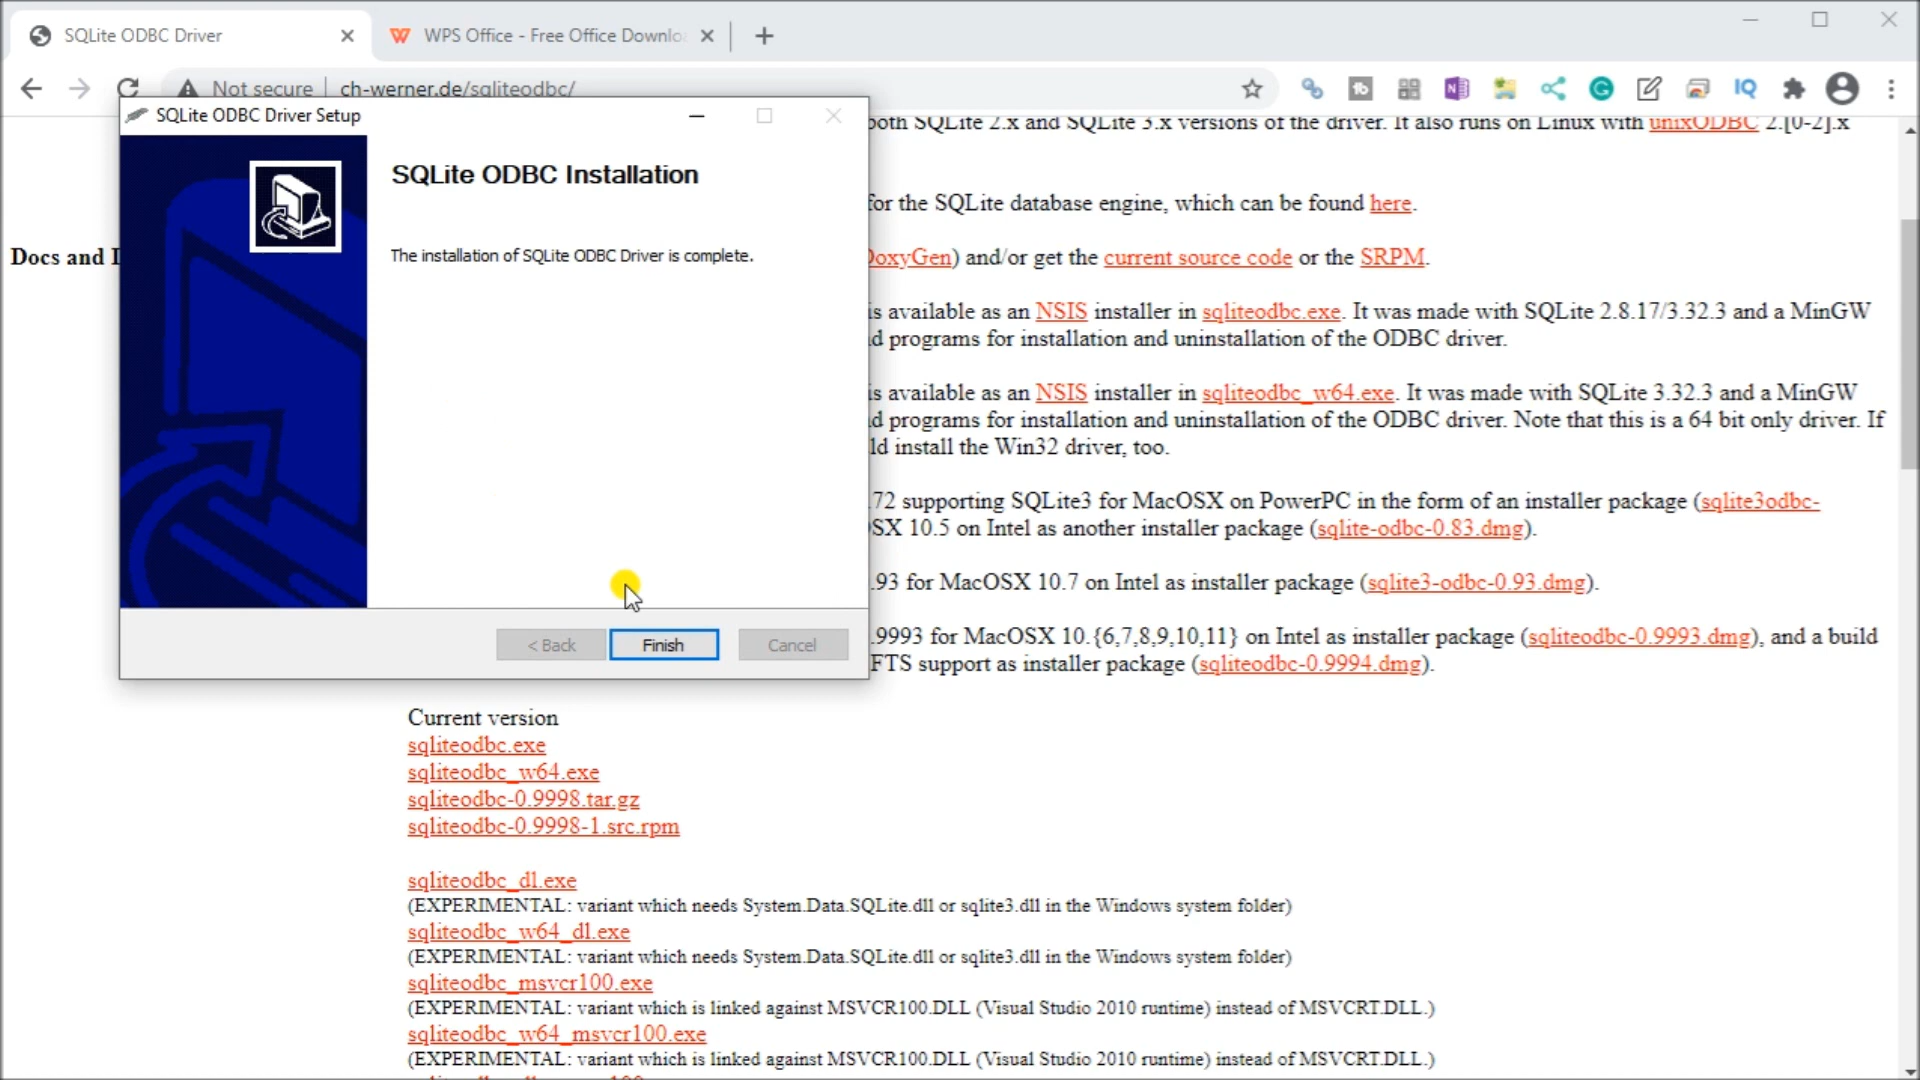 SQLite ODBC Driver
WPS Office - Free Office Downlo
Not secure
ch-werner.de/sqliteodbc/
SQLite ODBC Driver Setup
SQLite ODBC Installation
The installation of SQLite ODBC Driver is complete.
< Back
Finish
Cancel
both SQLite 2.x and SQLite 3.x versions of the driver. It also runs on Linux with unixODBC 2.[0-2].x
for the SQLite database engine, which can be found here.
Docs and
DoxyGen) and/or get the current source code or the SRPM.
is available as an NSIS installer in sqliteodbc.exe. It was made with SQLite 2.8.17/3.32.3 and a MinGW
d programs for installation and uninstallation of the ODBC driver.
is available as an NSIS installer in sqliteodbc_w64.exe. It was made with SQLite 3.32.3 and a MinGW
d programs for installation and uninstallation of the ODBC driver. Note that this is a 64 bit only driver. If
ld install the Win32 driver, too.
72 supporting SQLite3 for MacOSX on PowerPC in the form of an installer package (sqlite3odbc-
SX 10.5 on Intel as another installer package (sqlite-odbc-0.83.dmg).
.93 for MacOSX 10.7 on Intel as installer package (sqlite3-odbc-0.93.dmg).
.9993 for MacOSX 10.{6,7,8,9,10,11} on Intel as installer package (sqliteodbc-0.9993.dmg), and a build
FTS support as installer package (sqliteodbc-0.9994.dmg).
Current version
sqliteodbc.exe
sqliteodbc_w64.exe
sqliteodbc-0.9998.tar.gz
sqliteodbc-0.9998-1.src.rpm
sqliteodbc_dl.exe
(EXPERIMENTAL: variant which needs System.Data.SQLite.dll or sqlite3.dll in the Windows system folder)
sqliteodbc_w64_dl.exe
(EXPERIMENTAL: variant which needs System.Data.SQLite.dll or sqlite3.dll in the Windows system folder)
sqliteodbc_msvcr100.exe
(EXPERIMENTAL: variant which is linked against MSVCR100.DLL (Visual Studio 2010 runtime) instead of MSVCRT.DLL.)
sqliteodbc_w64_msvcr100.exe
(EXPERIMENTAL: variant which is linked against MSVCR100.DLL (Visual Studio 2010 runtime) instead of MSVCRT.DLL.)